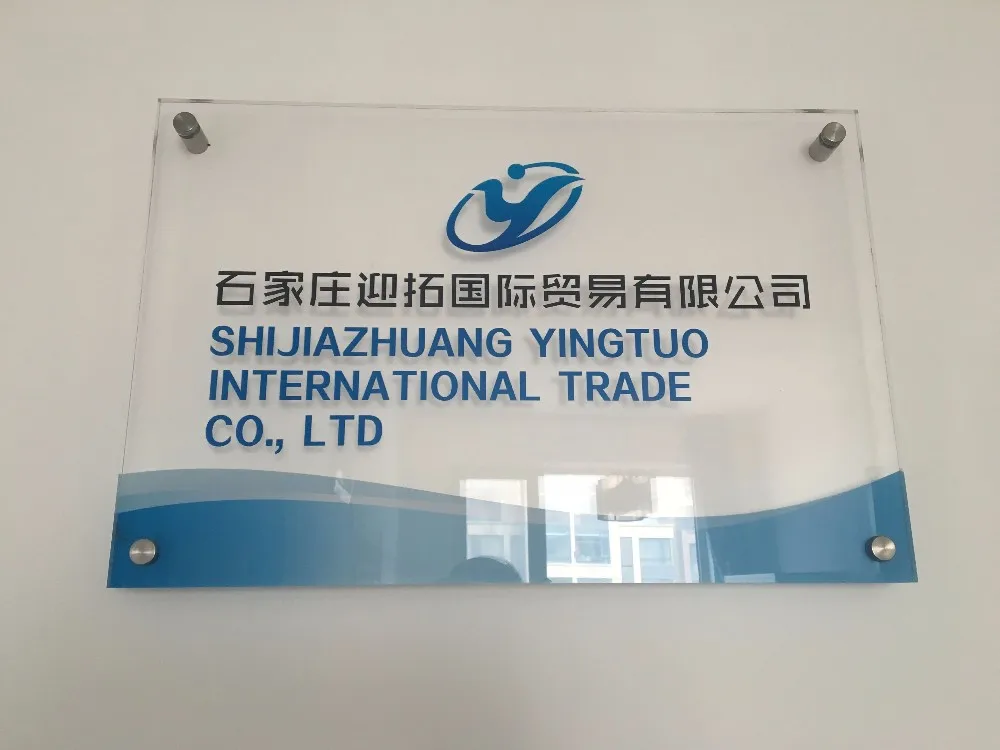 石家庄迎拓国际贸易有限公司
SHIJIAZHUANG YINGTUO
INTERNATIONAL TRADE
CO., LTD